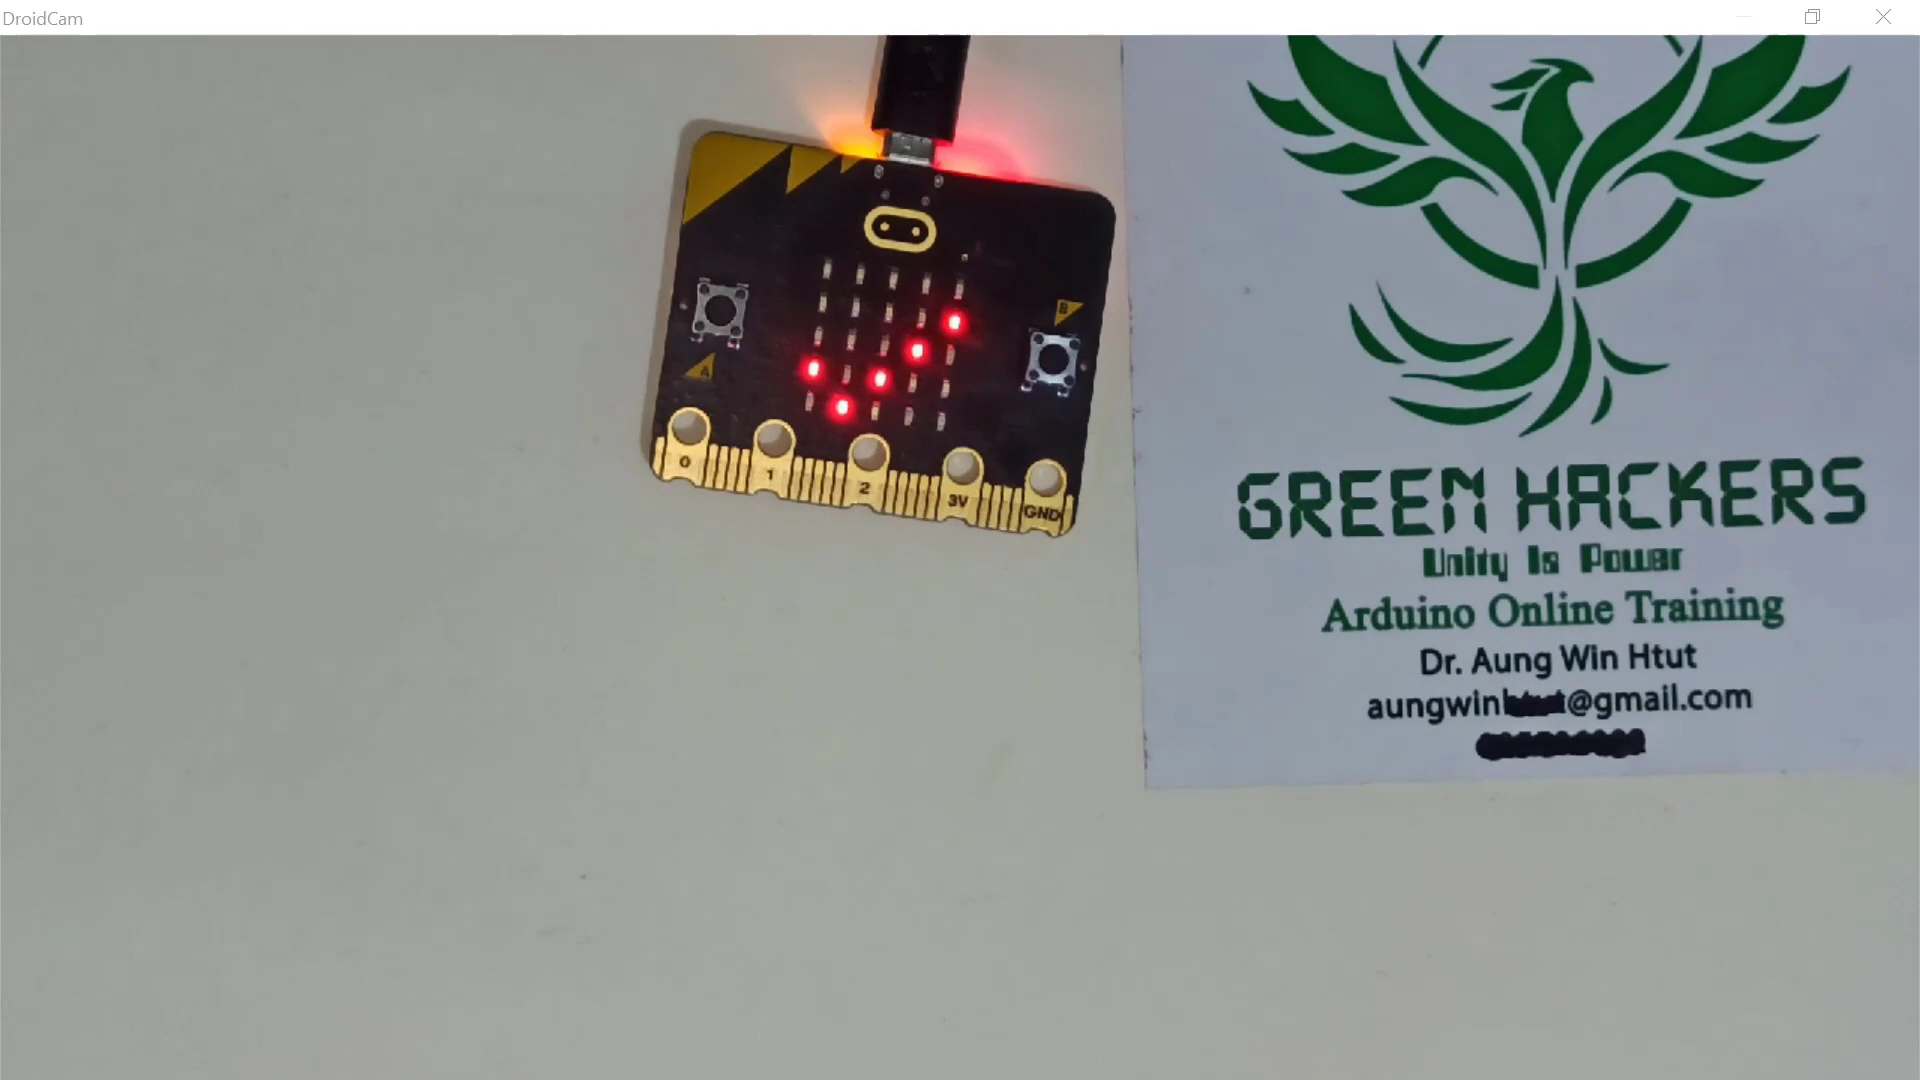 DroidCam
B
A
0
1
2
3V
GND
GREEN HACKERS
Unity Is Power
Arduino Online Training
Dr. Aung Win Htut
@gmail.com